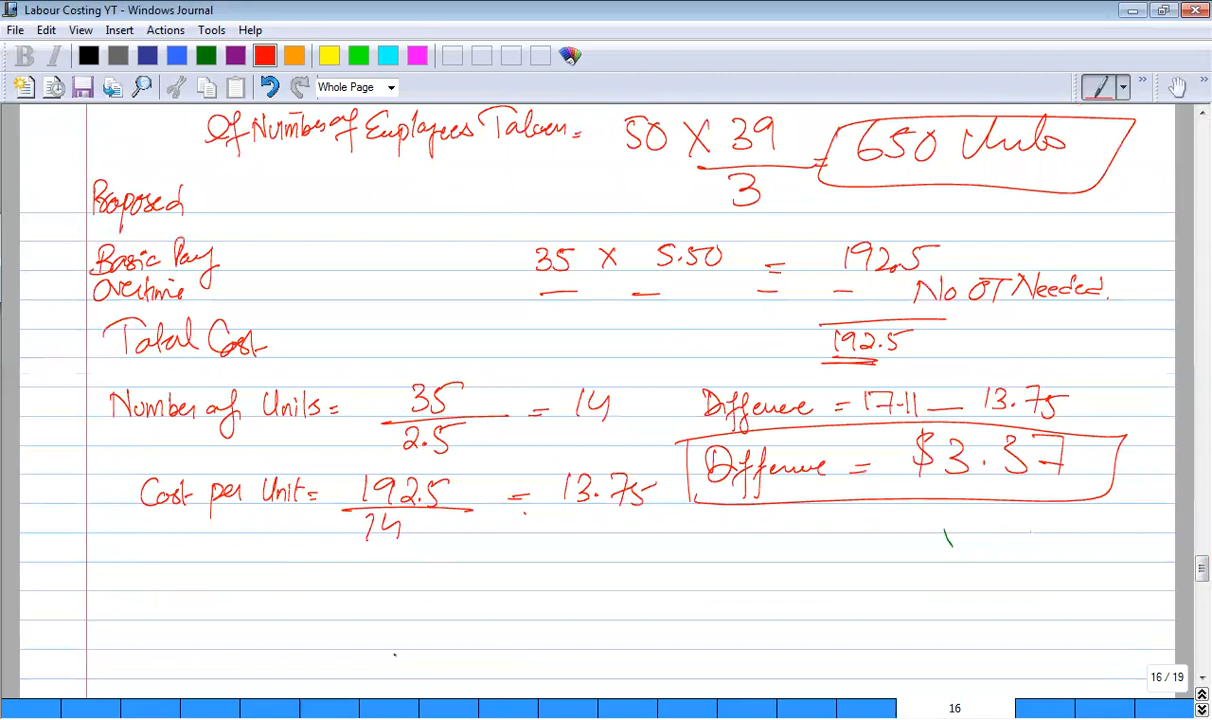 Labour Costing YT - Windows Journal
File Edit View Insert Actions Tools Help
B I
Whole Page
Of Number of Employees Taken = 50 X 39 / 3 = 650 Units
Proposed
Basic Pay 35 X 5.50 = 192.5
Overtime — — = — No OT Needed.
Total Cost 192.5
Number of Units = 35 / 2.5 = 14 Difference = 17.11 — 13.75
Difference = $3.37
Cost per Unit = 192.5 / 14 = 13.75
16 / 19
16